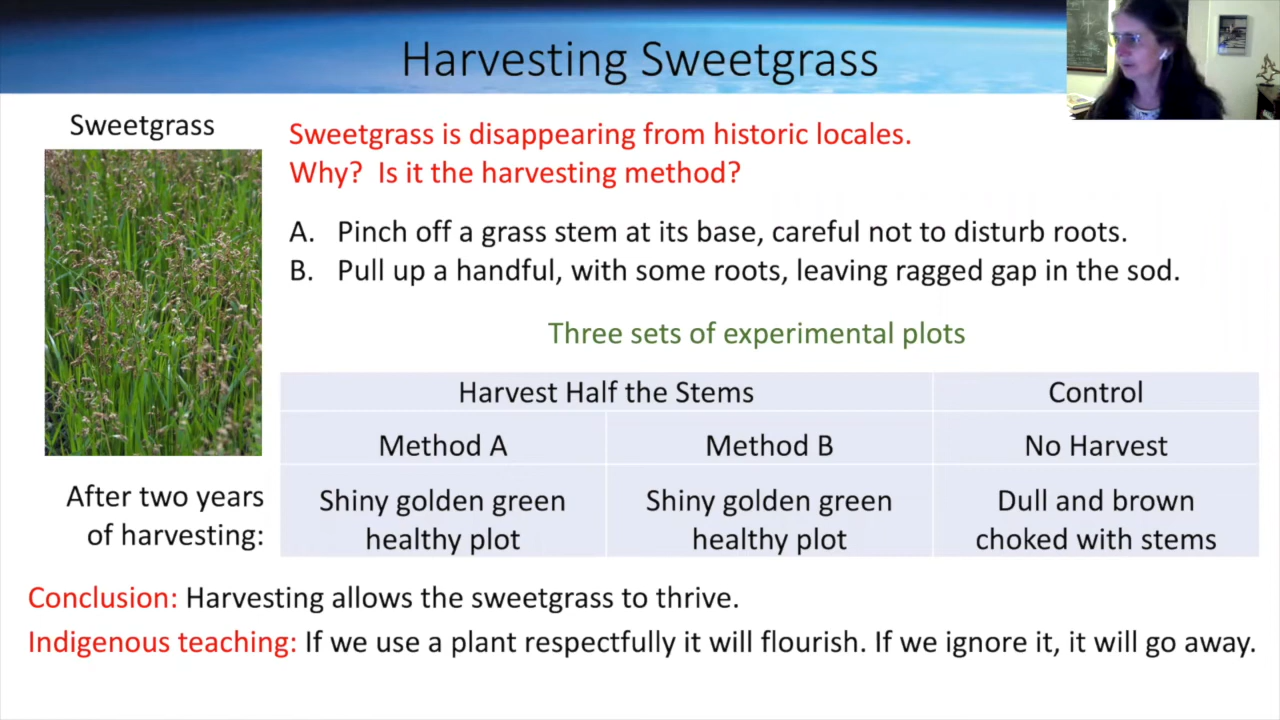 Harvesting Sweetgrass
Sweetgrass
Sweetgrass is disappearing from historic locales.
Why? Is it the harvesting method?
A. Pinch off a grass stem at its base, careful not to disturb roots.
B. Pull up a handful, with some roots, leaving ragged gap in the sod.
Three sets of experimental plots
Harvest Half the Stems
Control
Method A
Method B
No Harvest
After two years
of harvesting:
Shiny golden green
healthy plot
Shiny golden green
healthy plot
Dull and brown
choked with stems
Conclusion: Harvesting allows the sweetgrass to thrive.
Indigenous teaching: If we use a plant respectfully it will flourish. If we ignore it, it will go away.